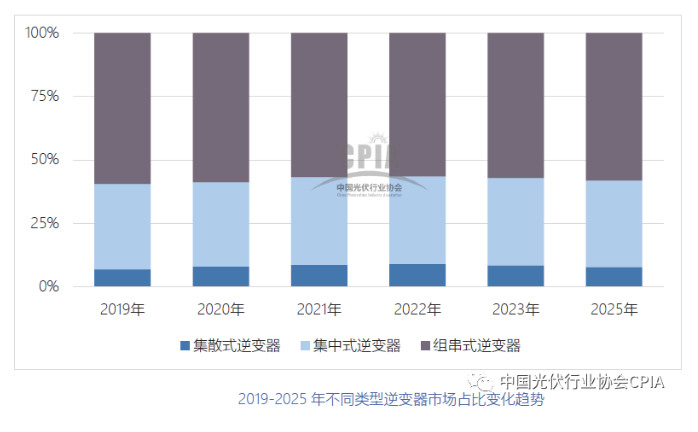 100%
75%
50%
25%
0%
CPIA
中国光伏行业协会
2019年 2020年 2021年 2022年 2023年 2025年
集散式逆变器 集中式逆变器 组串式逆变器
中国光伏行业协会CPIA
2019-2025 年不同类型逆变器市场占比变化趋势